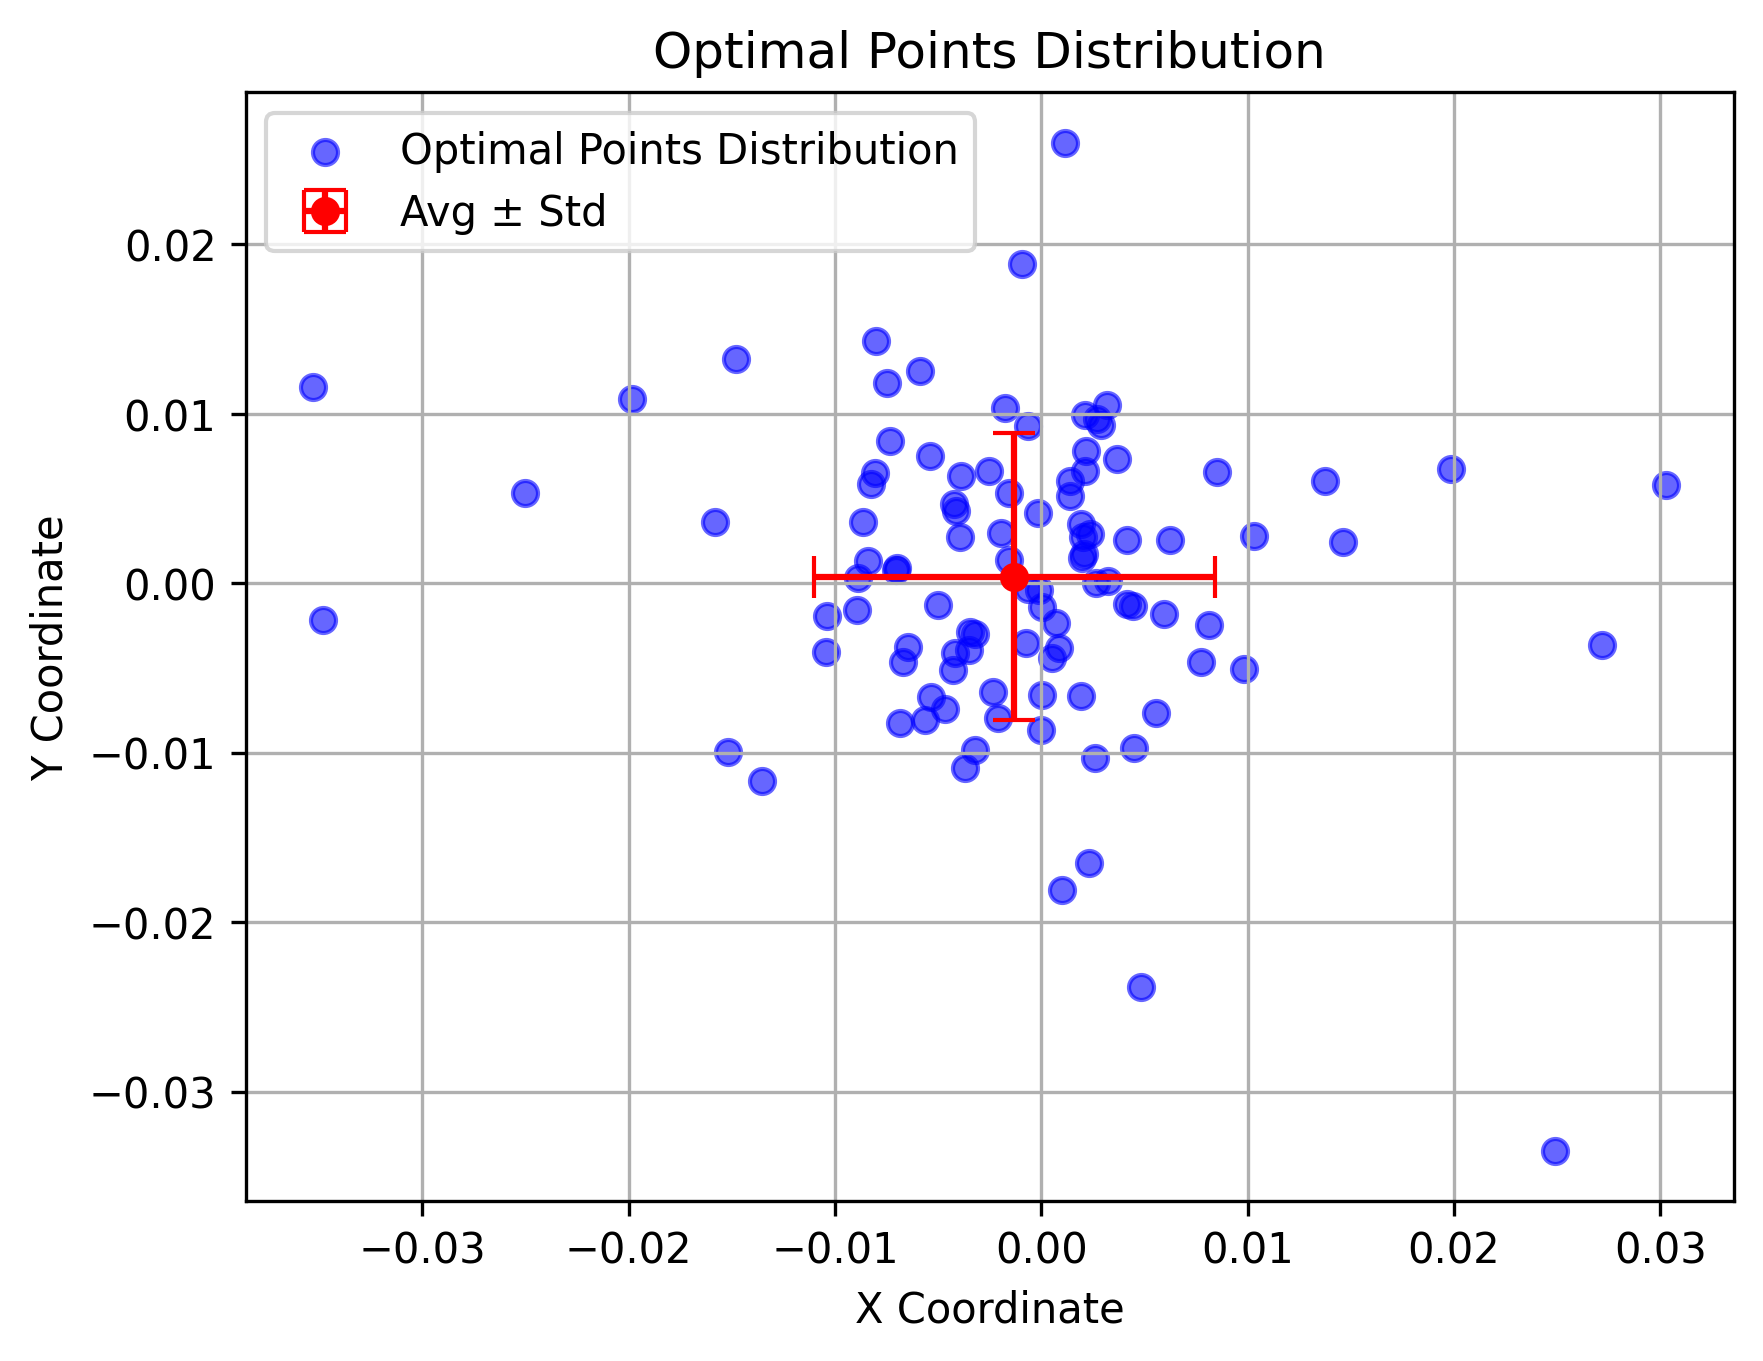 Optimal Points Distribution
Optimal Points Distribution
Avg ± Std
Y Coordinate
0.02
0.01
0.00
−0.01
−0.02
−0.03
−0.03 −0.02 −0.01 0.00 0.01 0.02 0.03
X Coordinate